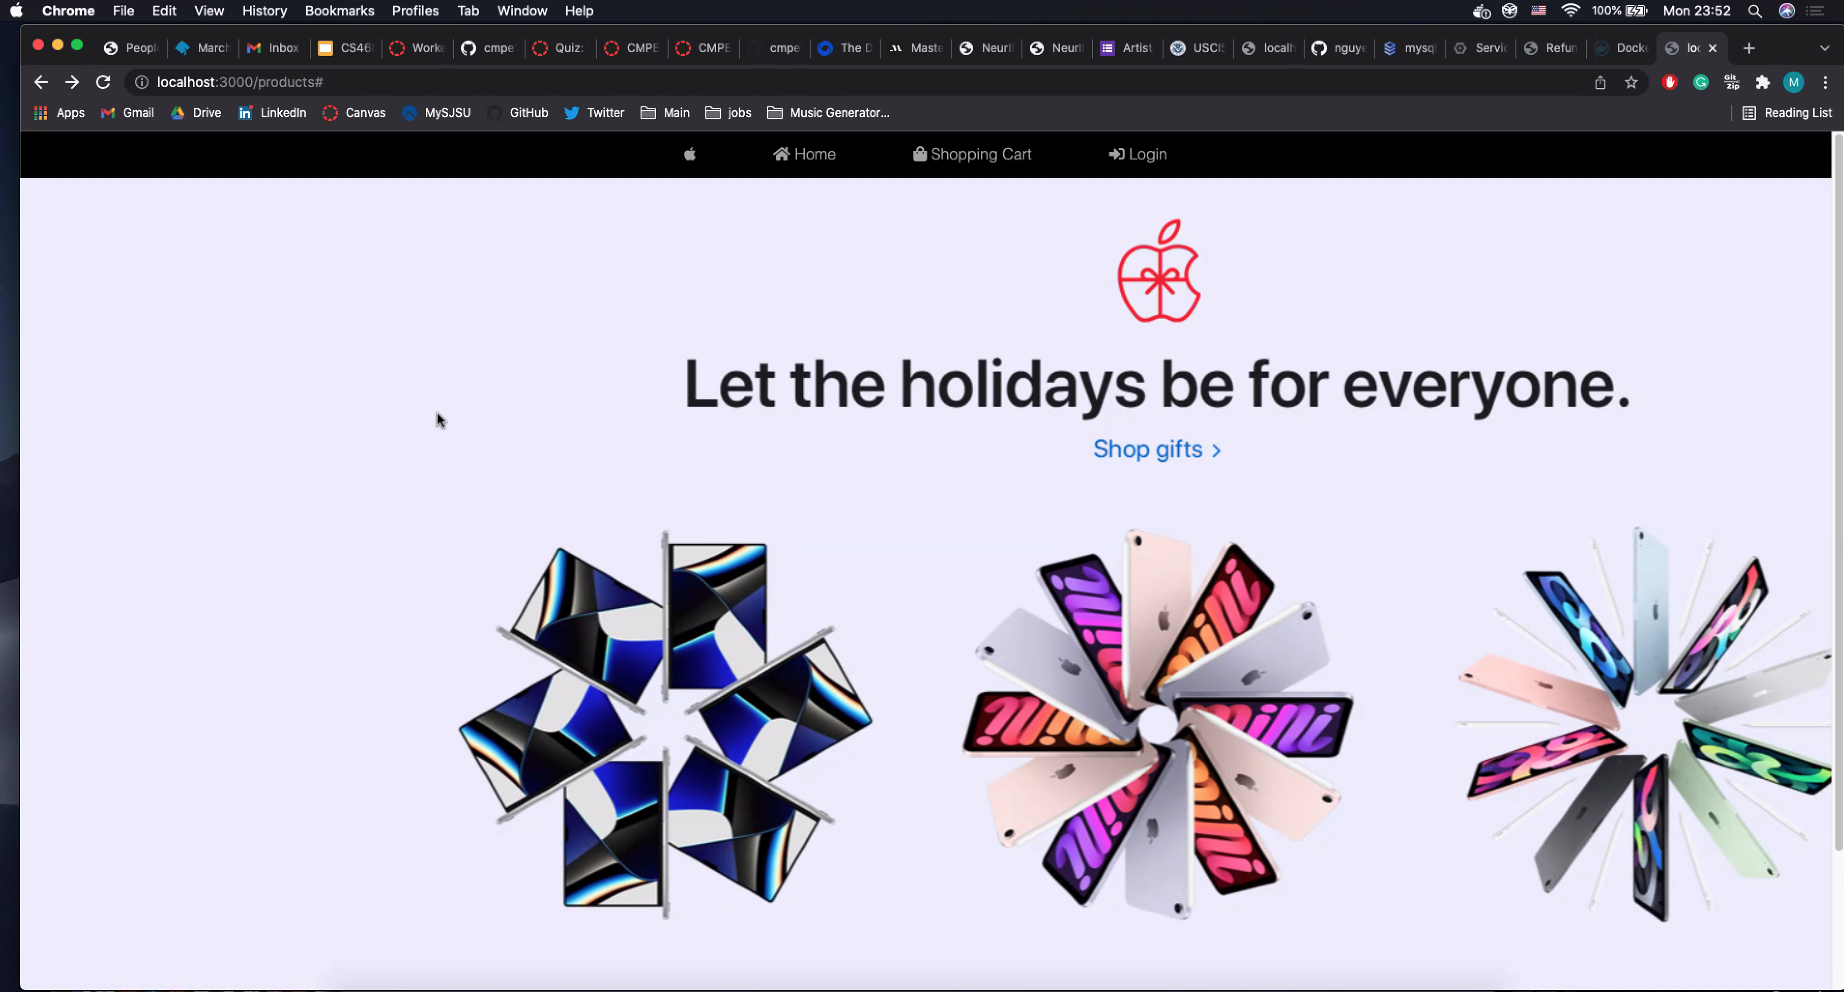 Chrome File Edit View History Bookmarks Profiles Tab Window Help 100% Mon 23:52
Peopl March Inbox CS46 Worke cmpe Quiz: CMPE CMPE cmpe The D Maste NeurI NeurI Artist USCIS localh nguye mysq Servic Refun Docke loc
localhost:3000/products#
Apps Gmail Drive LinkedIn Canvas MySJSU GitHub Twitter Main jobs Music Generator... Reading List
Home Shopping Cart Login
Let the holidays be for everyone.
Shop gifts >